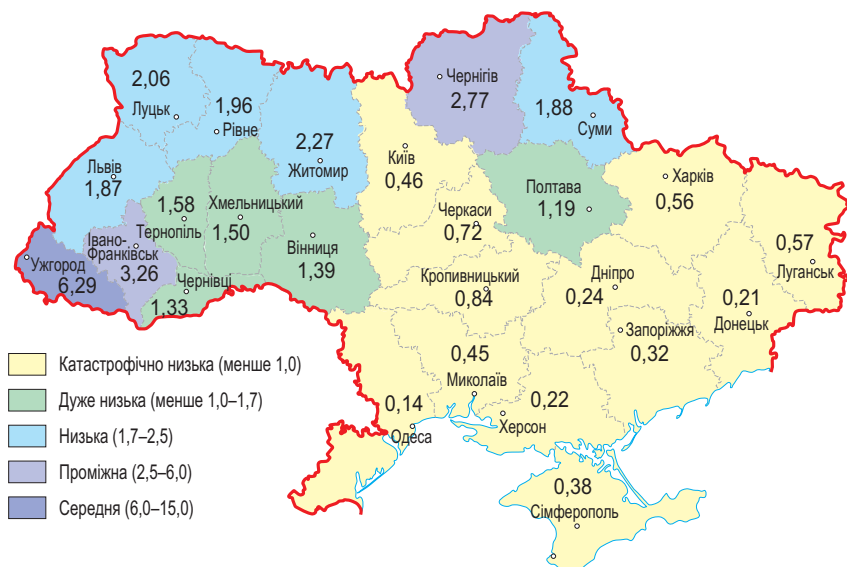 2,06
Луцьк
1,96
Рівне
2,27
Житомир
Чернігів
2,77
1,88
Суми
Львів
1,87
Київ
0,46
Харків
0,56
Полтава
1,19
1,58
Тернопіль
Хмельницький
1,50
Черкаси
0,72
Вінниця
1,39
Івано-
Франківськ
3,26
Ужгород
6,29
Чернівці
1,33
Кропивницький
0,84
Дніпро
0,24
0,57
Луганськ
0,21
Донецьк
Запоріжжя
0,32
0,45
Миколаїв
0,14
Одеса
0,22
Херсон
0,38
Сімферополь
Катастрофічно низька (менше 1,0)
Дуже низька (менше 1,0–1,7)
Низька (1,7–2,5)
Проміжна (2,5–6,0)
Середня (6,0–15,0)